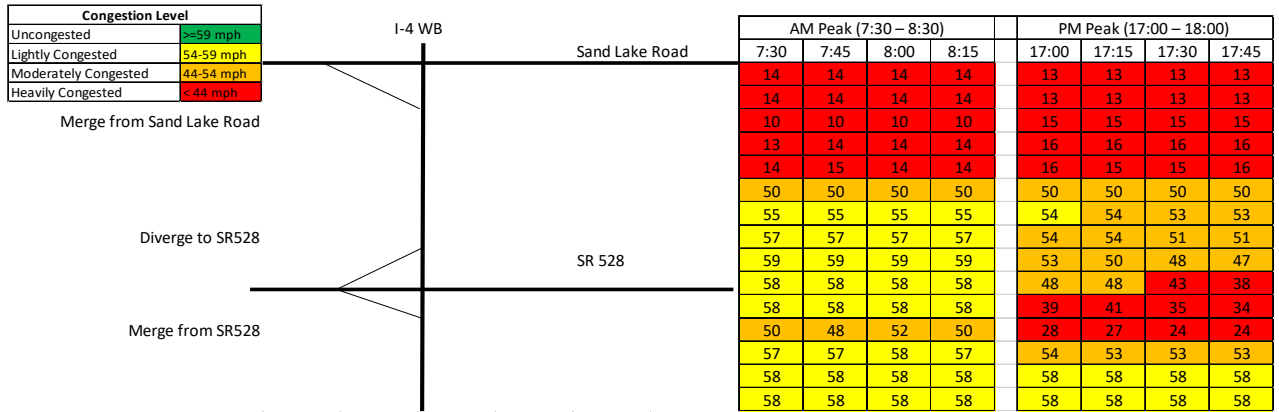 Congestion Level
Uncongested >=59 mph
Lightly Congested 54-59 mph
Moderately Congested 44-54 mph
Heavily Congested < 44 mph
I-4 WB
Sand Lake Road
Merge from Sand Lake Road
Diverge to SR528
SR 528
Merge from SR528
AM Peak (7:30 – 8:30) PM Peak (17:00 – 18:00)
7:30 7:45 8:00 8:15 17:00 17:15 17:30 17:45
14 14 14 14 13 13 13 13
14 14 14 14 13 13 13 13
10 10 10 10 15 15 15 15
13 14 14 14 16 16 16 16
14 15 14 14 16 15 15 16
50 50 50 50 50 50 50 50
55 55 55 55 54 54 53 53
57 57 57 57 54 54 51 51
59 59 59 59 53 50 48 47
58 58 58 58 48 48 43 38
58 58 58 58 39 41 35 34
50 48 52 50 28 27 24 24
57 57 58 57 54 53 53 53
58 58 58 58 58 58 58 58
58 58 58 58 58 58 58 58